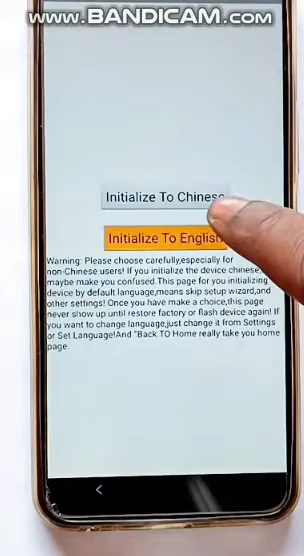 www.BANDICAM.com
Initialize To Chinese
Initialize To English
Warning: Please choose carefully,especially for
non-Chinese users! If you initialize the device chinese,
maybe make you confused.This page for you initializing
device by default language,means skip setup wizard,and
other settings! Once you have make a choice,this page
never show up until restore factory or flash device again! If
you want to change language,just change it from Settings
or Set Language!And "Back TO Home really take you home
page.